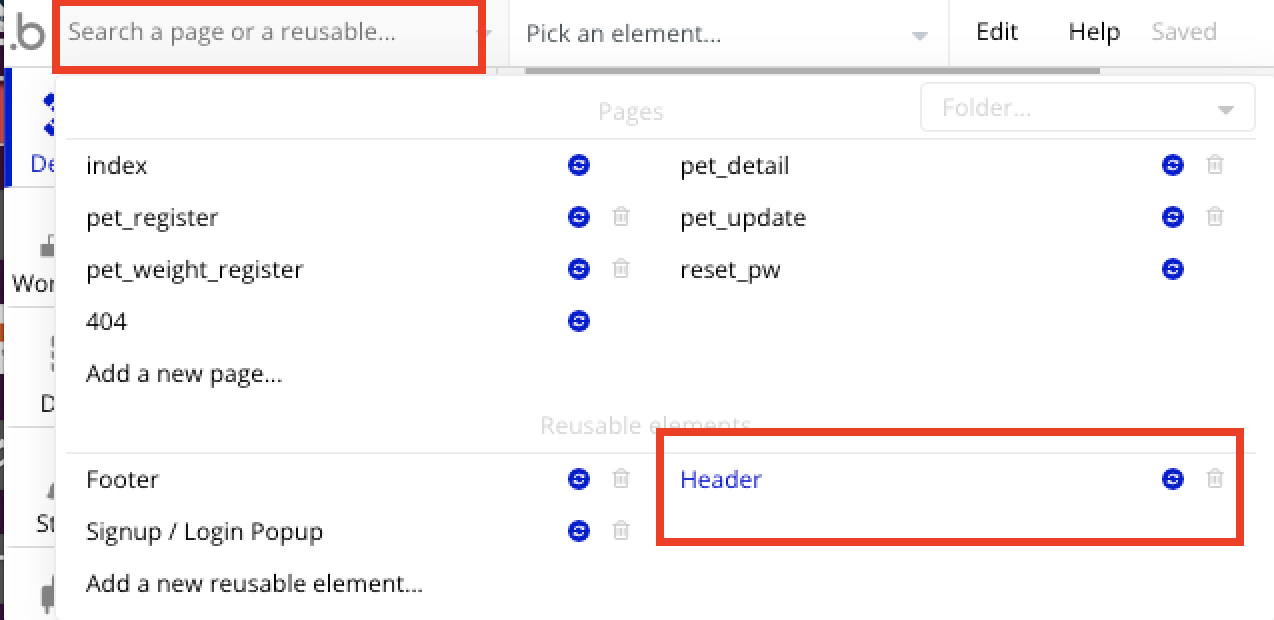 .b Search a page or a reusable... Pick an element... Edit Help Saved
Pages Folder...
index pet_detail
pet_register pet_update
pet_weight_register reset_pw
404
Add a new page...
Reusable elements
Footer Header
Signup / Login Popup
Add a new reusable element...
De
Wor
D
St